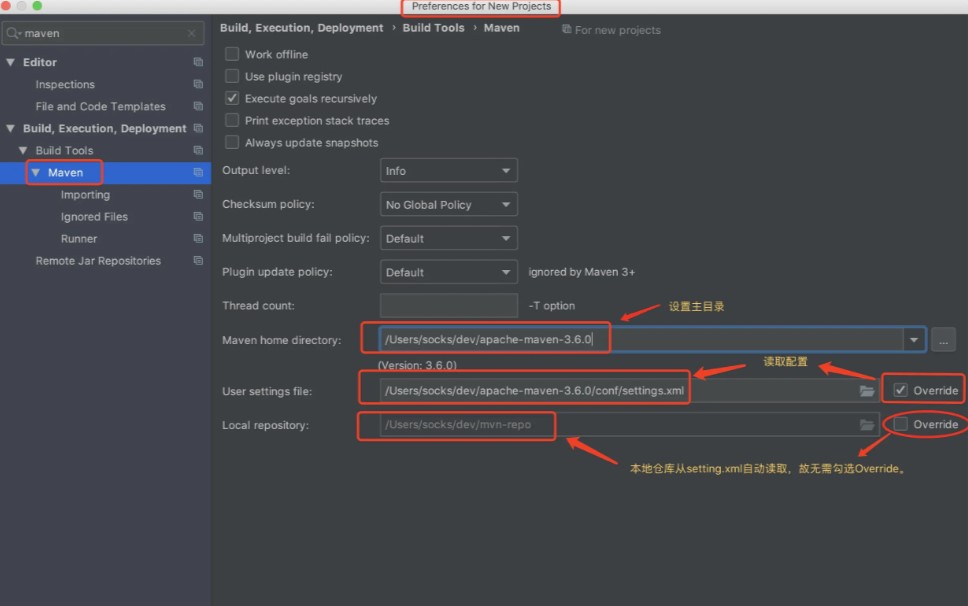 Preferences for New Projects
maven
Build, Execution, Deployment › Build Tools › Maven For new projects
Editor
Inspections
File and Code Templates
Build, Execution, Deployment
Build Tools
Maven
Importing
Ignored Files
Runner
Remote Jar Repositories
Work offline
Use plugin registry
Execute goals recursively
Print exception stack traces
Always update snapshots
Output level: Info
Checksum policy: No Global Policy
Multiproject build fail policy: Default
Plugin update policy: Default ignored by Maven 3+
Thread count: -T option
设置主目录
Maven home directory: /Users/socks/dev/apache-maven-3.6.0 ...
(Version: 3.6.0)
读取配置
User settings file: /Users/socks/dev/apache-maven-3.6.0/conf/settings.xml Override
Local repository: /Users/socks/dev/mvn-repo Override
本地仓库从setting.xml自动读取，故无需勾选Override。